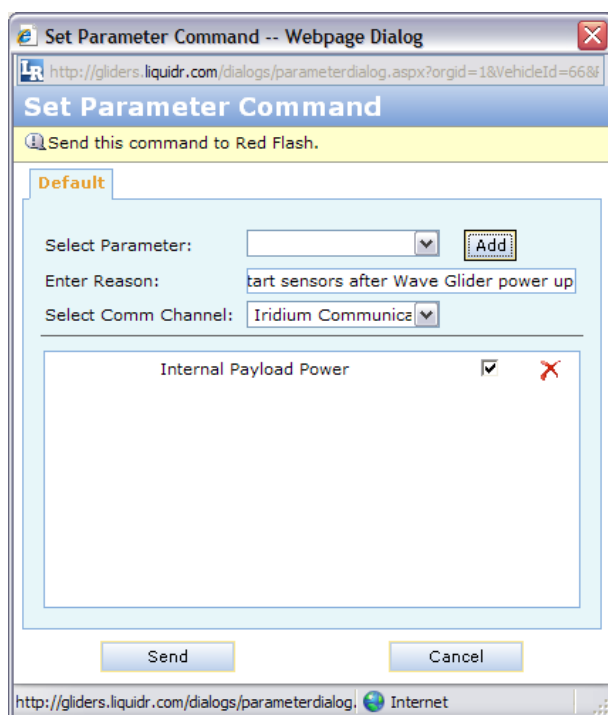 Set Parameter Command -- Webpage Dialog
LR http://gliders.liquidr.com/dialogs/parameterdialog.aspx?orgid=1&VehicleId=66&
Set Parameter Command
Send this command to Red Flash.
Default
Select Parameter: Add
Enter Reason: tart sensors after Wave Glider power up
Select Comm Channel: Iridium Communica
Internal Payload Power
Send Cancel
http://gliders.liquidr.com/dialogs/parameterdialog. Internet